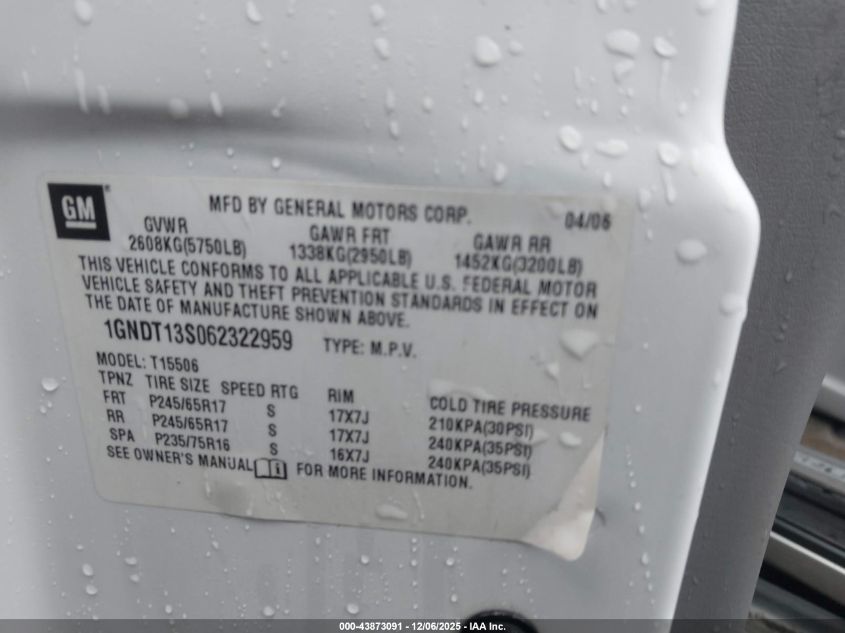 GM®
MFD BY GENERAL MOTORS CORP. 04/06
GVWR GAWR FRT GAWR RR
2608KG(5750LB) 1338KG(2950LB) 1452KG(3200LB)
THIS VEHICLE CONFORMS TO ALL APPLICABLE U.S. FEDERAL MOTOR
VEHICLE SAFETY AND THEFT PREVENTION STANDARDS IN EFFECT ON
THE DATE OF MANUFACTURE SHOWN ABOVE.
1GNDT13S062322959 TYPE: M.P.V.
MODEL: T15506
TPNZ TIRE SIZE SPEED RTG RIM COLD TIRE PRESSURE
FRT P245/65R17 S 17X7J 210KPA(30PSI)
RR P245/65R17 S 17X7J 240KPA(35PSI)
SPA P235/75R16 S 16X7J 240KPA(35PSI)
SEE OWNER'S MANUAL FOR MORE INFORMATION.
000-43873091 - 12/06/2025 - IAA Inc.